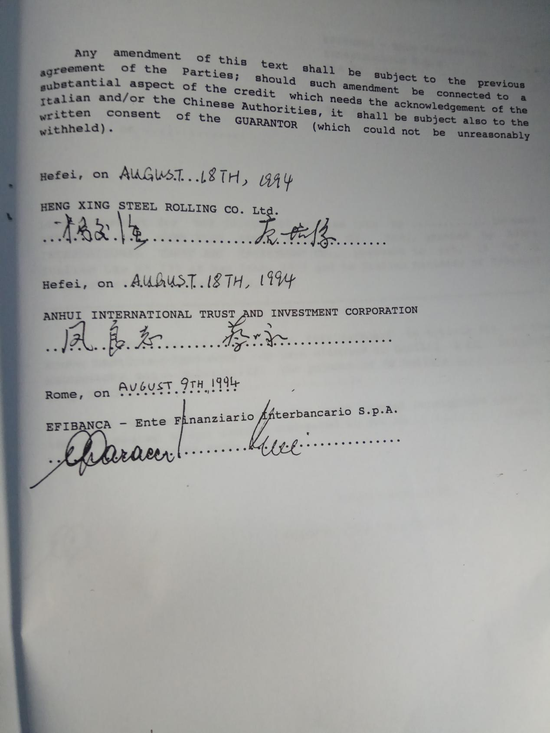 Any amendment of this text shall be subject to the previous
agreement of the Parties; should such amendment be connected to a
substantial aspect of the credit which needs the acknowledgement of the
Italian and/or the Chinese Authorities, it shall be subject also to the
written consent of the GUARANTOR (which could not be unreasonably
withheld).
Hefei, on AUGUST...18TH, 1994
HENG XING STEEL ROLLING CO. Ltd.
Hefei, on .AUGUST.18TH, 1994
ANHUI INTERNATIONAL TRUST AND INVESTMENT CORPORATION
Rome, on AUGUST 9TH, 1994
EFIBANCA - Ente Finanziario Interbancario S.p.A.